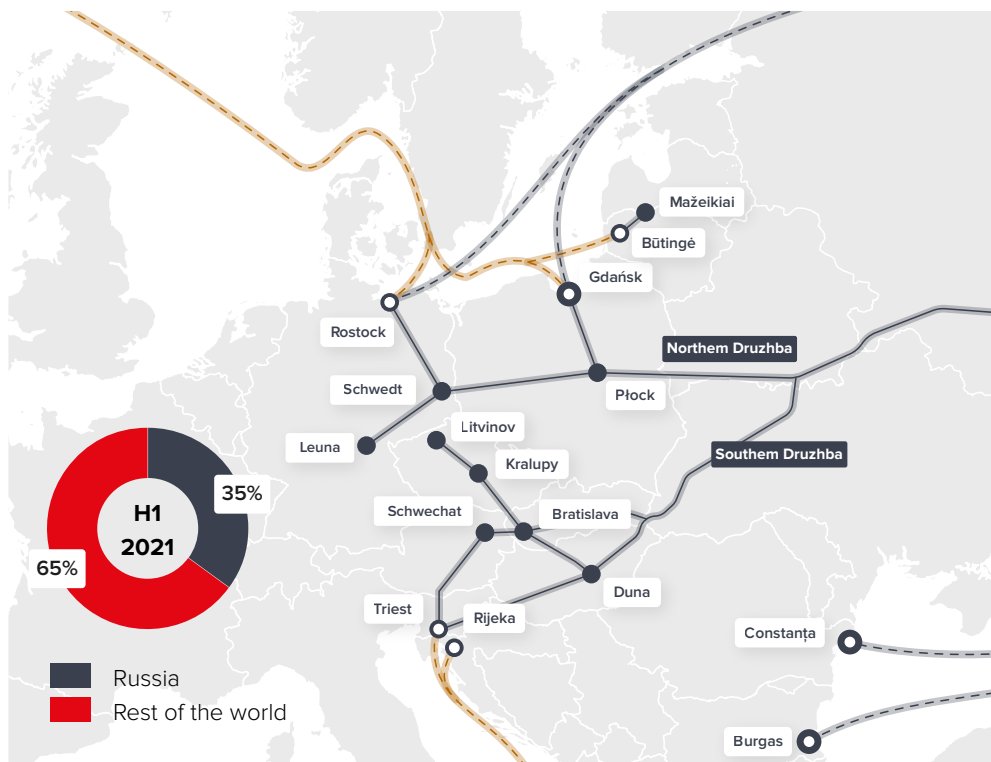 Mažeikiai
Būtingė
Gdańsk
Rostock
Northem Druzhba
Schwedt
Płock
Litvinov
Leuna
Kralupy
Southem Druzhba
35%
H1
2021
65%
Schwechat
Bratislava
Duna
Triest
Rijeka
Constanța
Russia
Rest of the world
Burgas